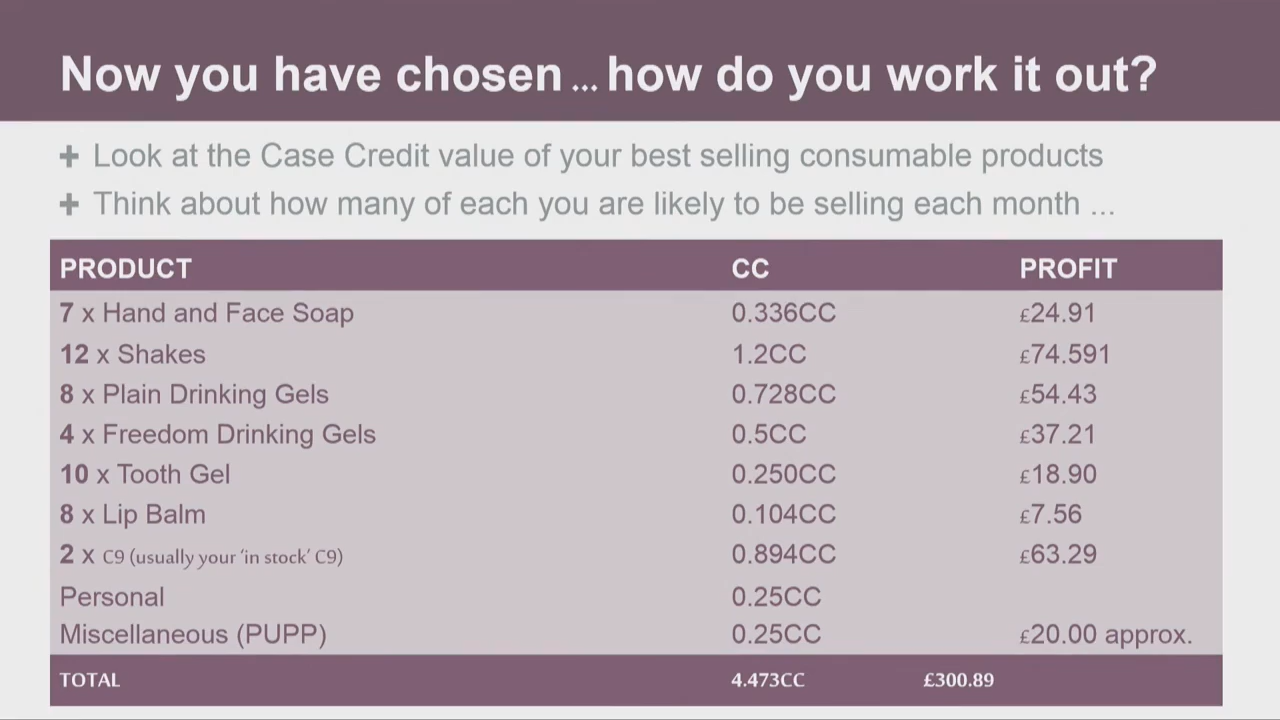 Now you have chosen ... how do you work it out?
+ Look at the Case Credit value of your best selling consumable products
+ Think about how many of each you are likely to be selling each month ...
PRODUCT CC PROFIT
7 x Hand and Face Soap 0.336CC £24.91
12 x Shakes 1.2CC £74.591
8 x Plain Drinking Gels 0.728CC £54.43
4 x Freedom Drinking Gels 0.5CC £37.21
10 x Tooth Gel 0.250CC £18.90
8 x Lip Balm 0.104CC £7.56
2 x C9 (usually your ‘in stock’ C9) 0.894CC £63.29
Personal 0.25CC
Miscellaneous (PUPP) 0.25CC £20.00 approx.
TOTAL 4.473CC £300.89